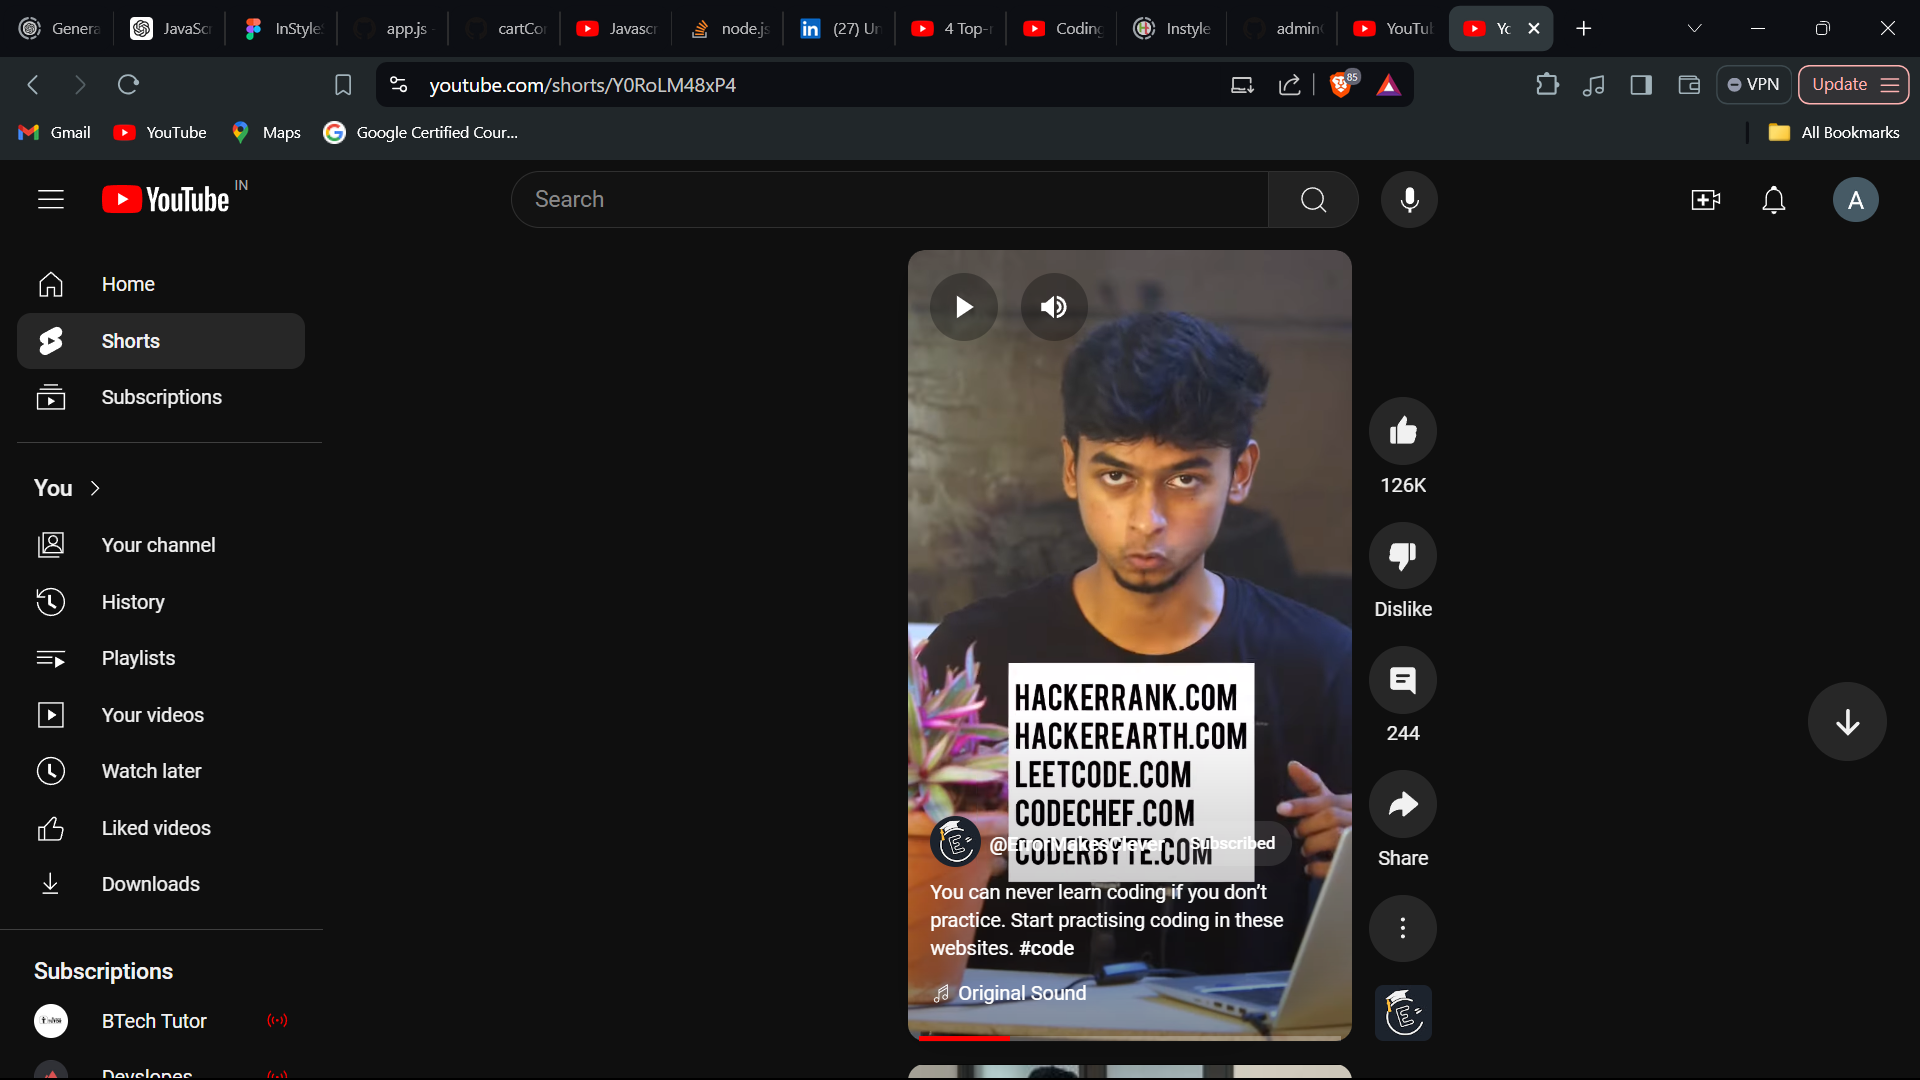 Genera
JavaScr
InStyle
app.js
cartCor
Javascr
node.js
(27) Un
4 Top-r
Coding
Instyle
admin
YouTu
Yo
youtube.com/shorts/Y0RoLM48xP4
85
VPN
Update
Gmail
YouTube
Maps
Google Certified Cour...
All Bookmarks
YouTube IN
Search
A
Home
Shorts
Subscriptions
You
Your channel
History
Playlists
Your videos
Watch later
Liked videos
Downloads
Subscriptions
BTech Tutor
Devslopes
HACKERRANK.COM
HACKEREARTH.COM
LEETCODE.COM
CODECHEF.COM
CODERBYTE.COM
@ErrorMakesClever
Subscribed
You can never learn coding if you don't
practice. Start practising coding in these
websites. #code
Original Sound
126K
Dislike
244
Share